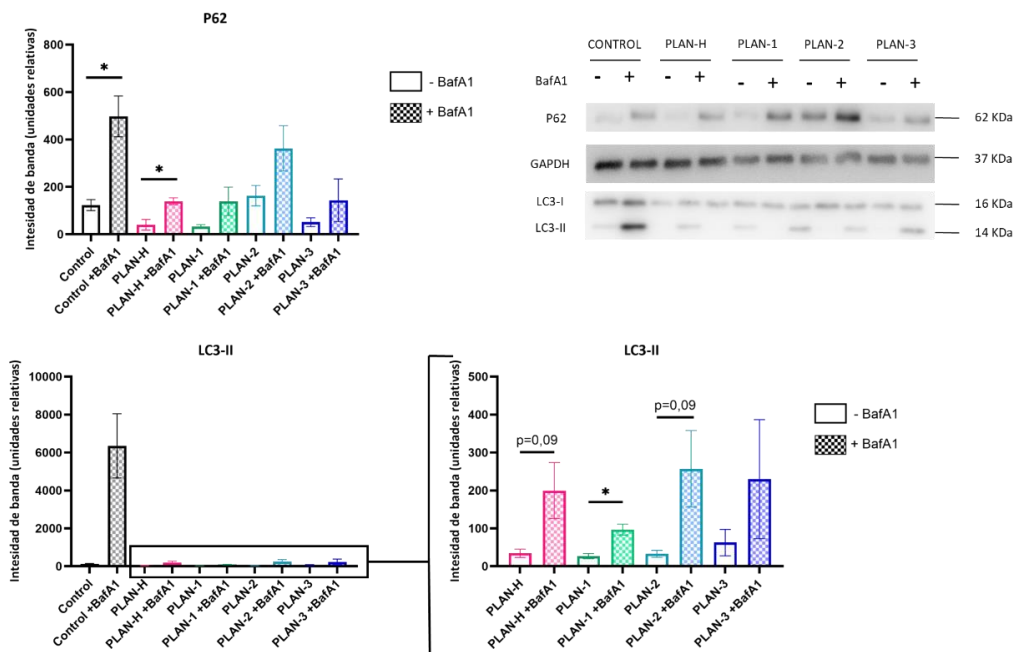 P62
Intesidad de banda (unidades relativas)
800
600
400
200
0
*
*
Control
Control +BafA1
PLAN-H
PLAN-H +BafA1
PLAN-1
PLAN-1 +BafA1
PLAN-2
PLAN-2 +BafA1
PLAN-3
PLAN-3 +BafA1
- BafA1
+ BafA1
CONTROL PLAN-H PLAN-1 PLAN-2 PLAN-3
BafA1 - + - + - + - + - +
P62 62 KDa
GAPDH 37 KDa
LC3-I 16 KDa
LC3-II 14 KDa
LC3-II
Intesidad de banda (unidades relativas)
10000
8000
6000
4000
2000
0
Control
Control +BafA1
PLAN-H
PLAN-H +BafA1
PLAN-1
PLAN-1 +BafA1
PLAN-2
PLAN-2 +BafA1
PLAN-3
PLAN-3 +BafA1
LC3-II
Intesidad de banda (unidades relativas)
500
400
300
200
100
0
p=0,09
*
p=0,09
PLAN-H
PLAN-H +BafA1
PLAN-1
PLAN-1 +BafA1
PLAN-2
PLAN-2 +BafA1
PLAN-3
PLAN-3 +BafA1
- BafA1
+ BafA1